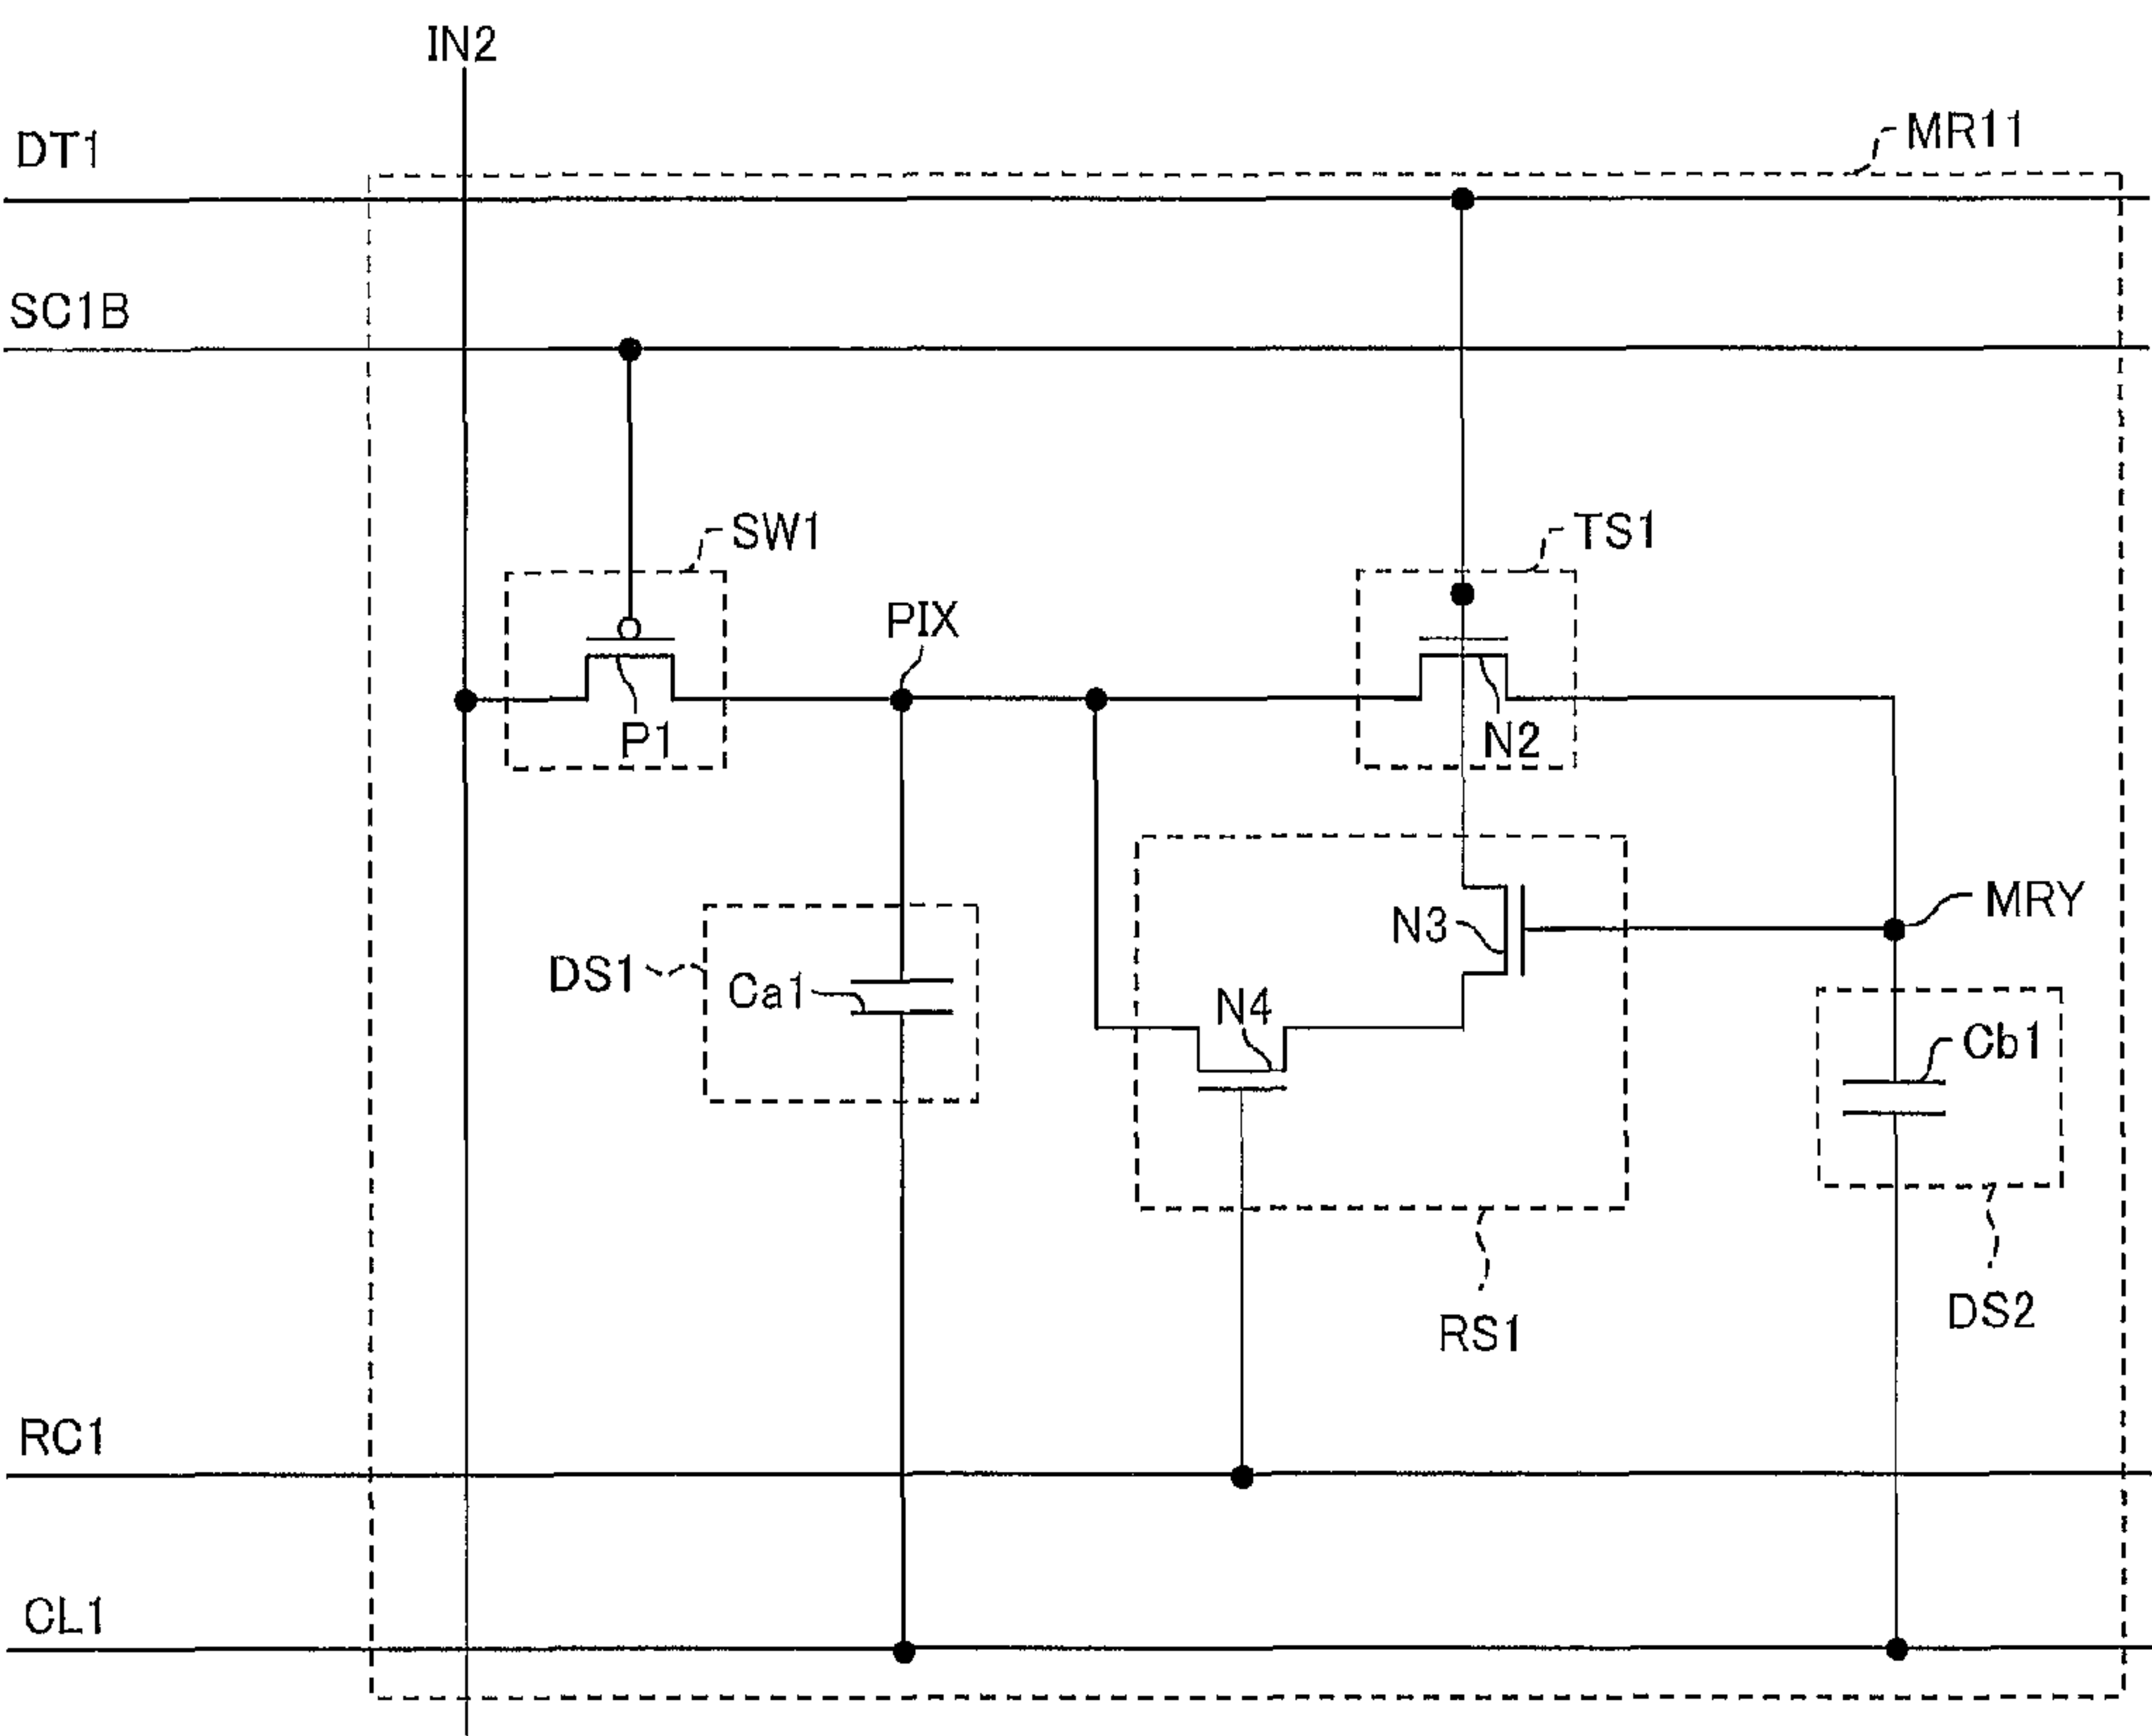 IN2
DT1
MR11
SC1B
SW1
TS1
PIX
P1
N2
N3
MRY
DS1
Ca1
N4
Cb1
RS1
DS2
RC1
CL1